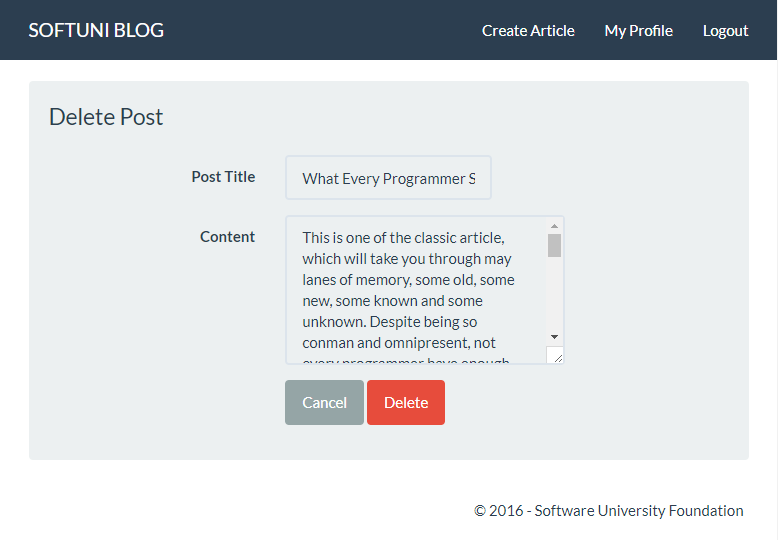 SOFTUNI BLOG
Create Article
My Profile
Logout
Delete Post
Post Title
What Every Programmer S
Content
This is one of the classic article,
which will take you through may
lanes of memory, some old, some
new, some known and some
unknown. Despite being so
conman and omnipresent, not
every programmer have enough
Cancel
Delete
© 2016 - Software University Foundation